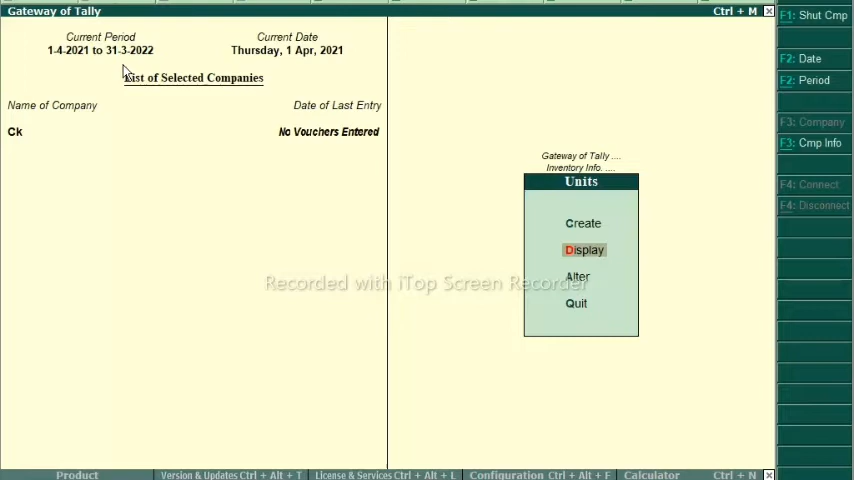 Gateway of Tally
Ctrl + M
Current Period
1-4-2021 to 31-3-2022
Current Date
Thursday, 1 Apr, 2021
List of Selected Companies
Name of Company
Date of Last Entry
Ck
No Vouchers Entered
Gateway of Tally ....
Inventory Info. ....
Units
Create
Display
Alter
Quit
Recorded with iTop Screen Recorder
F1: Shut Cmp
F2: Date
F2: Period
F3: Company
F3: Cmp Info
F4: Connect
F4: Disconnect
Product
Version & Updates Ctrl + Alt + T
License & Services Ctrl + Alt + L
Configuration Ctrl + Alt + F
Calculator
Ctrl + N